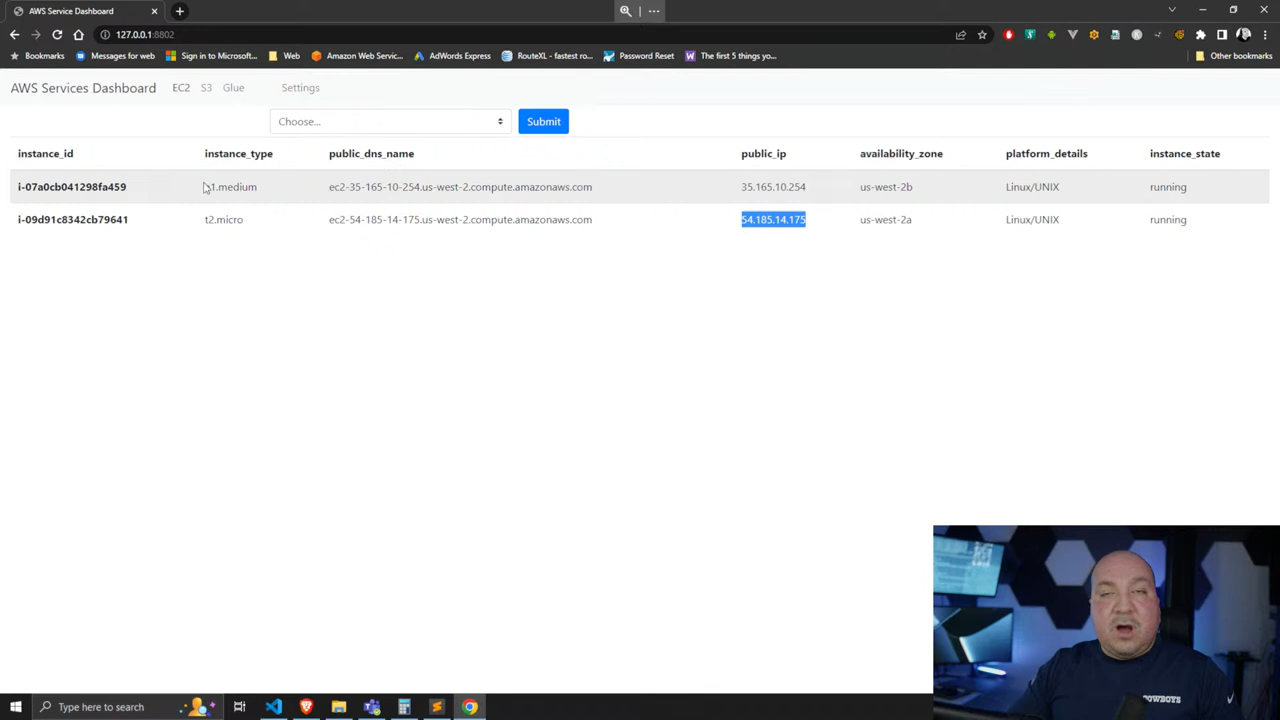 AWS Services Dashboard
127.0.0.1:8802
Bookmarks Messages for web Sign in to Microsoft... Web Amazon Web Servic... AdWords Express RouteXL - fastest ro... Password Reset The first 5 things yo... Other bookmarks
AWS Services Dashboard EC2 S3 Glue Settings
Choose... Submit
instance_id instance_type public_dns_name public_ip availability_zone platform_details instance_state
i-07a0cb041298fa459 1.medium ec2-35-165-10-254.us-west-2.compute.amazonaws.com 35.165.10.254 us-west-2b Linux/UNIX running
i-09d91c8342cb79641 t2.micro ec2-54-185-14-175.us-west-2.compute.amazonaws.com 54.185.14.175 us-west-2a Linux/UNIX running
COWBOYS
Type here to search